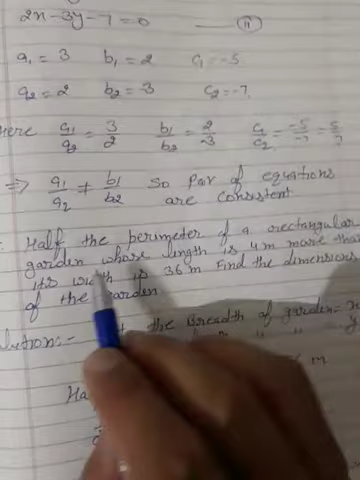 2x - 3y - 7 = 0 — (ii)
a₁ = 3 b₁ = 2 c₁ = -5
a₂ = 2 b₂ = -3 c₂ = -7
here a₁/a₂ = 3/2 b₁/b₂ = 2/-3 c₁/c₂ = -5/-7 = 5/7
⇒ a₁/a₂ ≠ b₁/b₂ So pair of equations
are consistent
Half the perimeter of a rectangular
garden whose length is 4m more than
its width is 36 m Find the dimensions
of the garden
the Breadth of garden = x
" " y
m
Ha